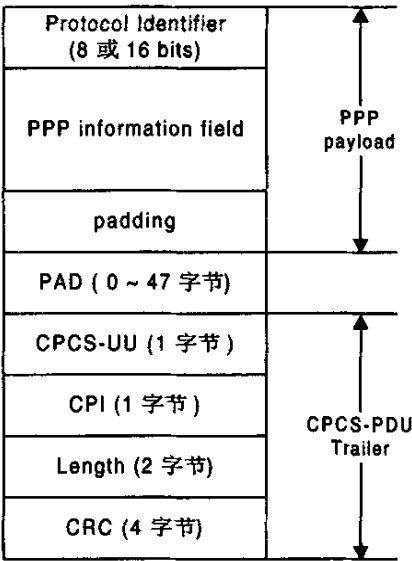 Protocol Identifier
(8 或 16 bits)
PPP information field
PPP
payload
padding
PAD ( 0 ~ 47 字节)
CPCS-UU (1 字节 )
CPI (1 字节 )
CPCS-PDU
Trailer
Length (2 字节)
CRC (4 字节)